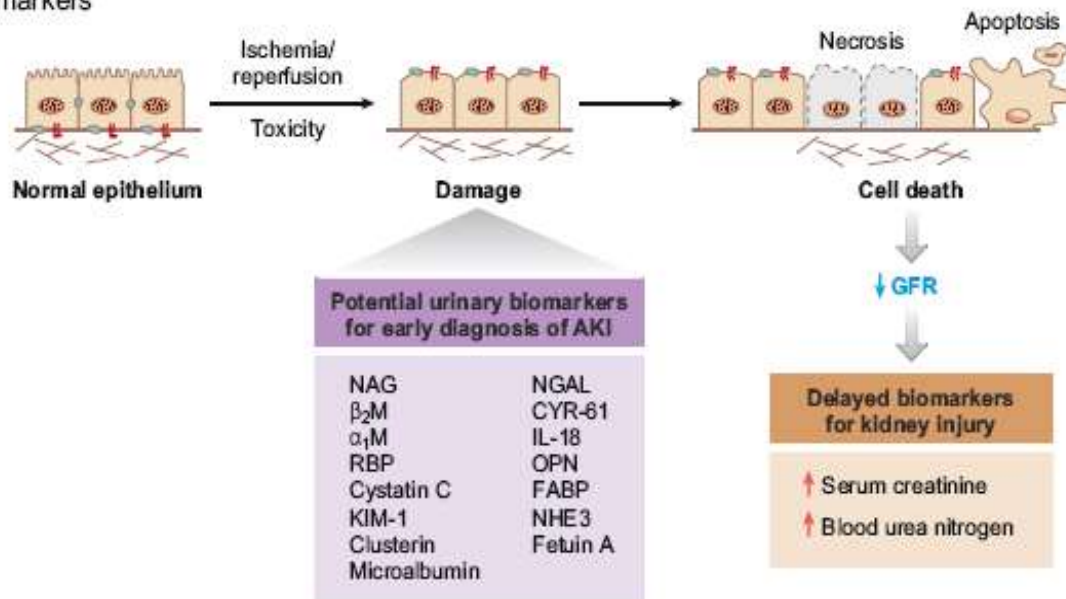 markers
Apoptosis
Necrosis
Ischemia/
reperfusion
Toxicity
Normal epithelium
Damage
Cell death
Potential urinary biomarkers
for early diagnosis of AKI
NAG
β₂M
α₁M
RBP
Cystatin C
KIM-1
Clusterin
Microalbumin
NGAL
CYR-61
IL-18
OPN
FABP
NHE3
Fetuin A
↓ GFR
Delayed biomarkers
for kidney injury
↑ Serum creatinine
↑ Blood urea nitrogen